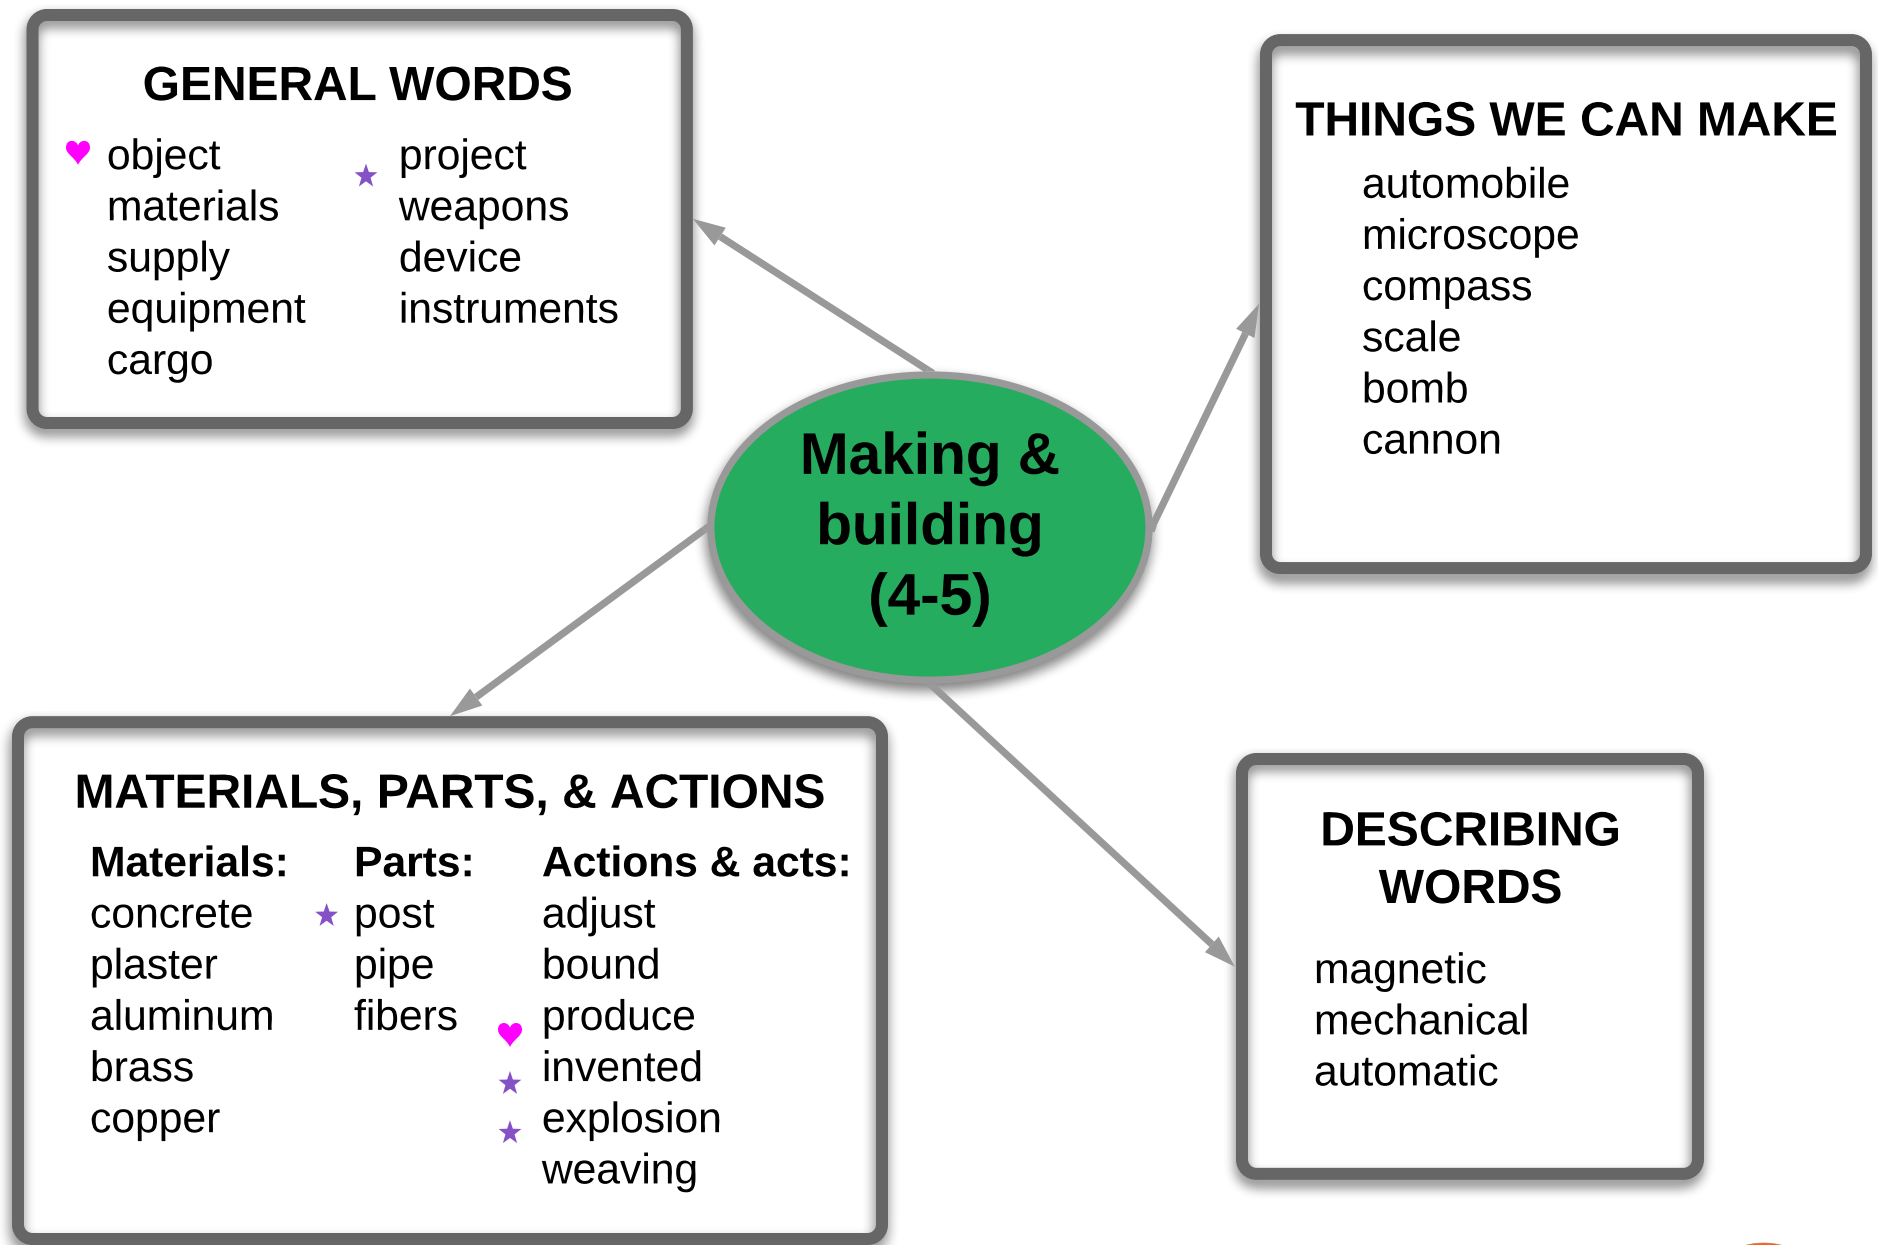 GENERAL WORDS
object
materials
supply
equipment
cargo
project
weapons
device
instruments
THINGS WE CAN MAKE
automobile
microscope
compass
scale
bomb
cannon
Making &
building
(4-5)
MATERIALS, PARTS, & ACTIONS
Materials:
concrete
plaster
aluminum
brass
copper
Parts:
post
pipe
fibers
Actions & acts:
adjust
bound
produce
invented
explosion
weaving
DESCRIBING
WORDS
magnetic
mechanical
automatic